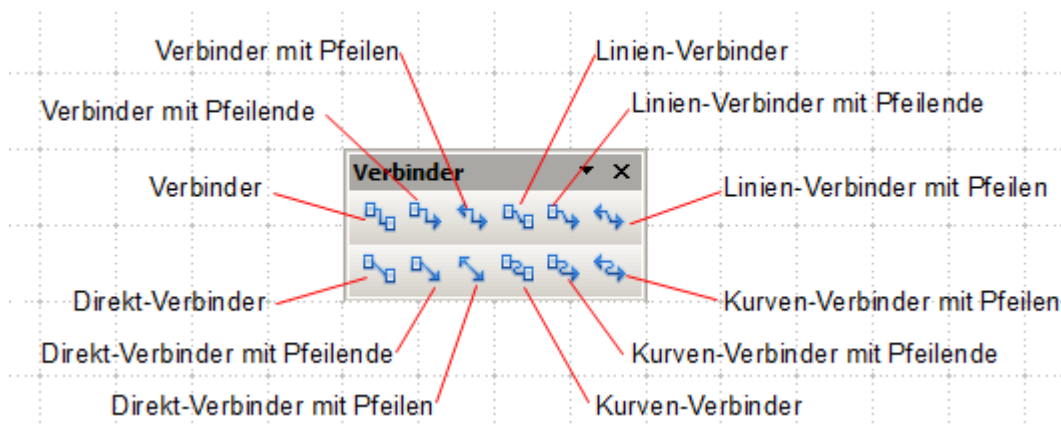 Verbinder mit Pfeilen
Linien-Verbinder
Verbinder mit Pfeilende
Linien-Verbinder mit Pfeilende
Verbinder
Verbinder
Linien-Verbinder mit Pfeilen
Direkt-Verbinder
Kurven-Verbinder mit Pfeilen
Direkt-Verbinder mit Pfeilende
Kurven-Verbinder mit Pfeilende
Direkt-Verbinder mit Pfeilen
Kurven-Verbinder